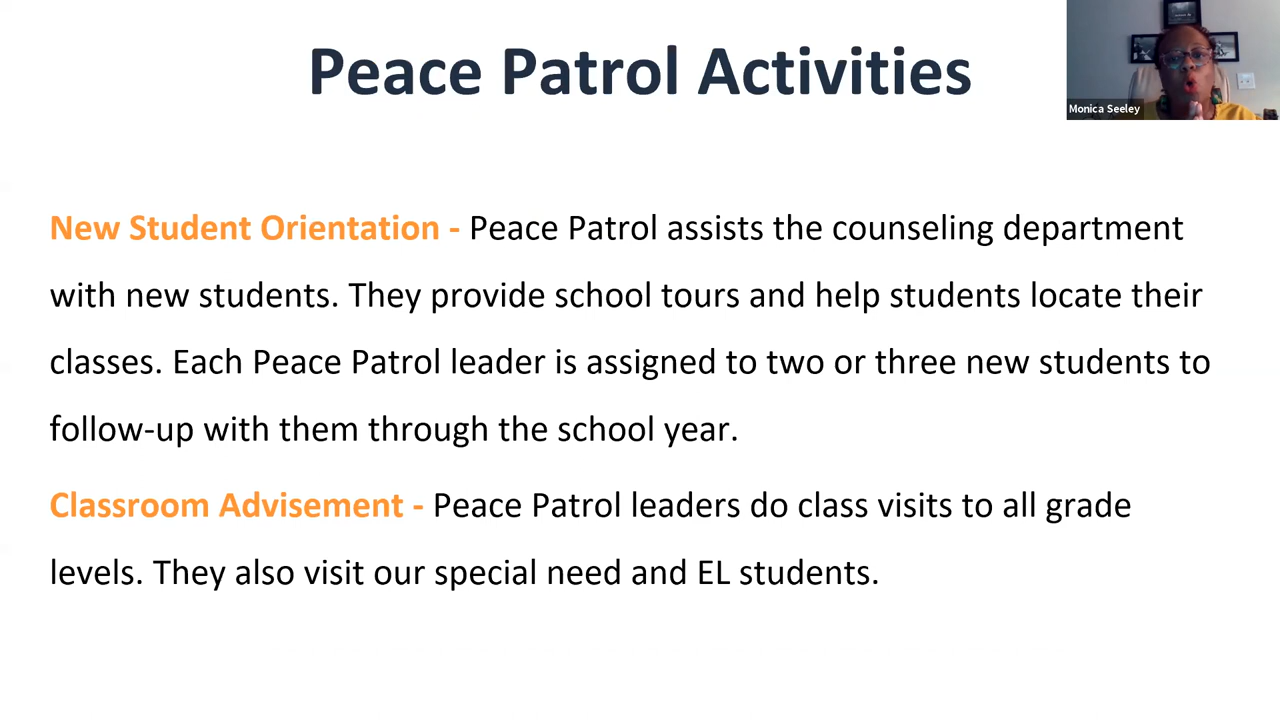 Peace Patrol Activities
Monica Seeley
New Student Orientation - Peace Patrol assists the counseling department
with new students. They provide school tours and help students locate their
classes. Each Peace Patrol leader is assigned to two or three new students to
follow-up with them through the school year.
Classroom Advisement - Peace Patrol leaders do class visits to all grade
levels. They also visit our special need and EL students.